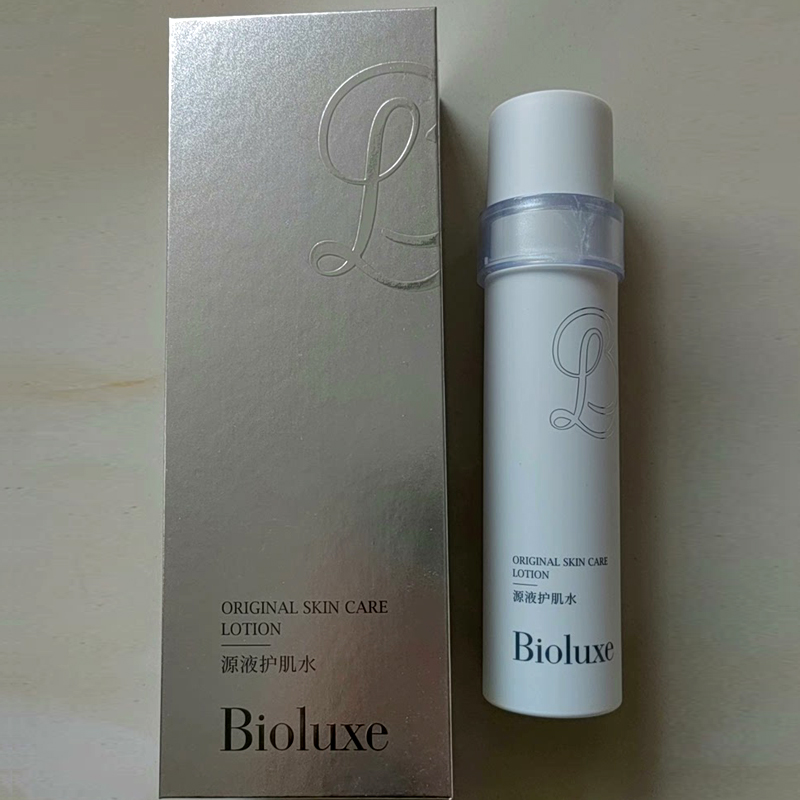 ORIGINAL SKIN CARE
LOTION
源液护肌水
Bioluxe
ORIGINAL SKIN CARE
LOTION
源液护肌水
Bioluxe